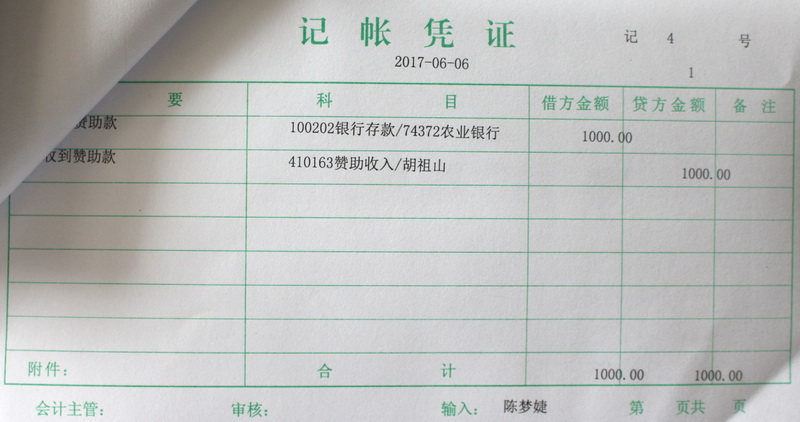 记帐凭证
记 4 号
2017-06-06
1
要 科目 借方金额 贷方金额 备注
赞助款 100202银行存款/74372农业银行 1000.00
收到赞助款 410163赞助收入/胡祖山 1000.00
附件： 合计 1000.00 1000.00
会计主管： 审核： 输入： 陈梦婕 第 页共 页